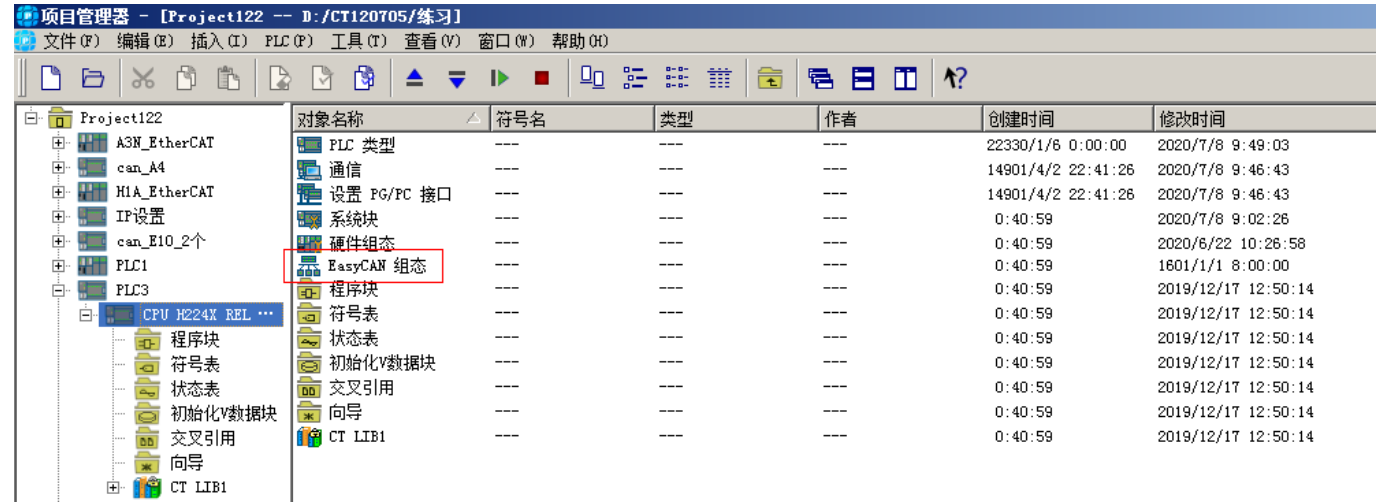 项目管理器 - [Project122 -- D:/CT120705/练习]
文件(F) 编辑(E) 插入(I) PLC(P) 工具(T) 查看(V) 窗口(W) 帮助(H)
Project122
A3N_EtherCAT
can_A4
H1A_EtherCAT
IP设置
can_E10_2个
PLC1
PLC3
CPU H224X REL ···
程序块
符号表
状态表
初始化V数据块
交叉引用
向导
CT LIB1
对象名称 符号名 类型 作者 创建时间 修改时间
PLC 类型 --- --- --- 22330/1/6 0:00:00 2020/7/8 9:49:03
通信 --- --- --- 14901/4/2 22:41:26 2020/7/8 9:46:43
设置 PG/PC 接口 --- --- --- 14901/4/2 22:41:26 2020/7/8 9:46:43
系统块 --- --- --- 0:40:59 2020/7/8 9:02:26
硬件组态 --- --- --- 0:40:59 2020/6/22 10:26:58
EasyCAN 组态 --- --- --- 0:40:59 1601/1/1 8:00:00
程序块 --- --- --- 0:40:59 2019/12/17 12:50:14
符号表 --- --- --- 0:40:59 2019/12/17 12:50:14
状态表 --- --- --- 0:40:59 2019/12/17 12:50:14
初始化V数据块 --- --- --- 0:40:59 2019/12/17 12:50:14
交叉引用 --- --- --- 0:40:59 2019/12/17 12:50:14
向导 --- --- --- 0:40:59 2019/12/17 12:50:14
CT LIB1 --- --- --- 0:40:59 2019/12/17 12:50:14